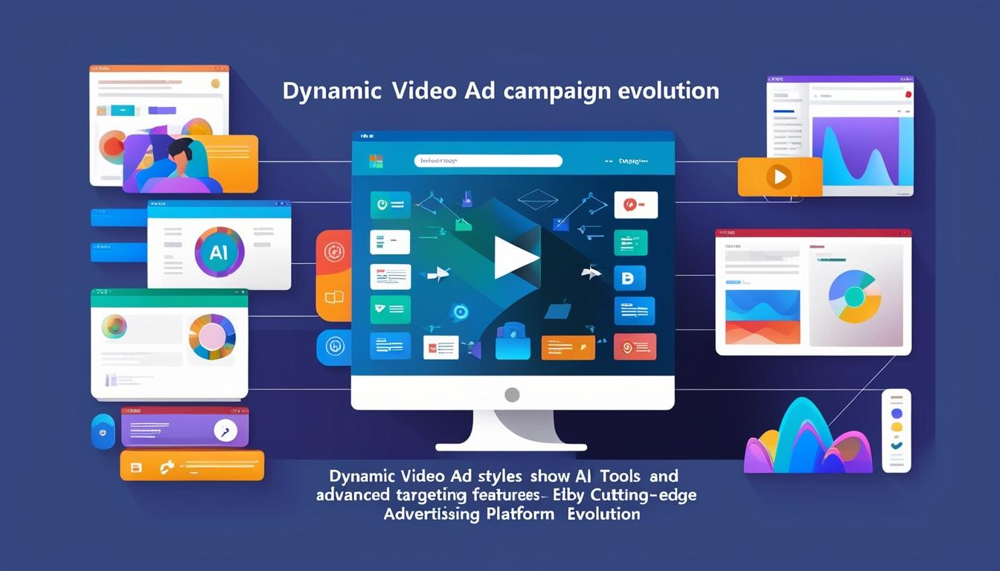 Dynamic Video Ad campaign evolution
AI
B
B
Dynamic Video Ad styles show AI Tools and
advanced targeting features- Elby Cutting-edge
Advertissing Platform Evolution